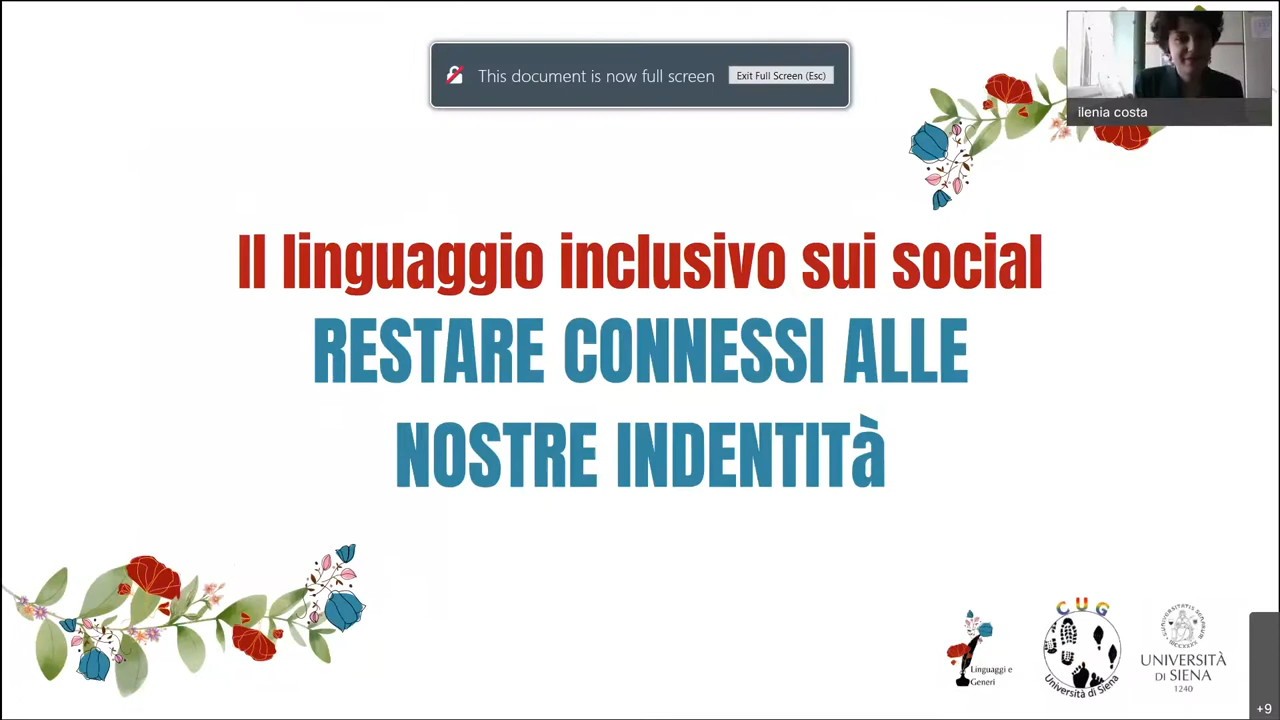 This document is now full screen
Exit Full Screen (Esc)
ilenia costa
Il linguaggio inclusivo sui social
RESTARE CONNESSI ALLE
NOSTRE INDENTITà
Linguaggi e
Generi
CUG
Università di Siena
UNIVERSITÀ
DI SIENA
1240
+9